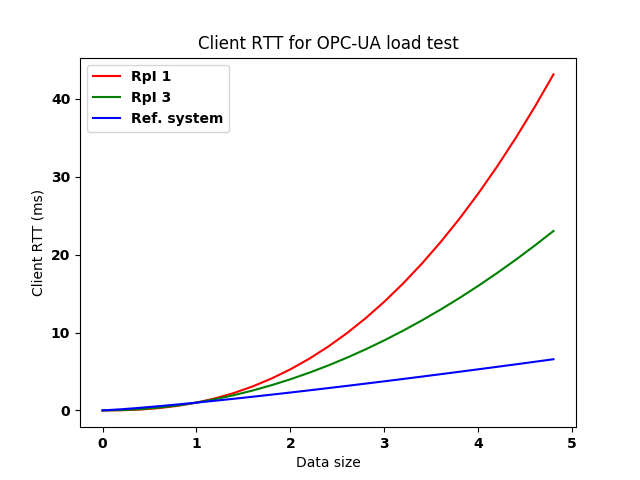 Client RTT for OPC-UA load test
RpI 1
RpI 3
Ref. system
Client RTT (ms)
40
30
20
10
0
0 1 2 3 4 5
Data size